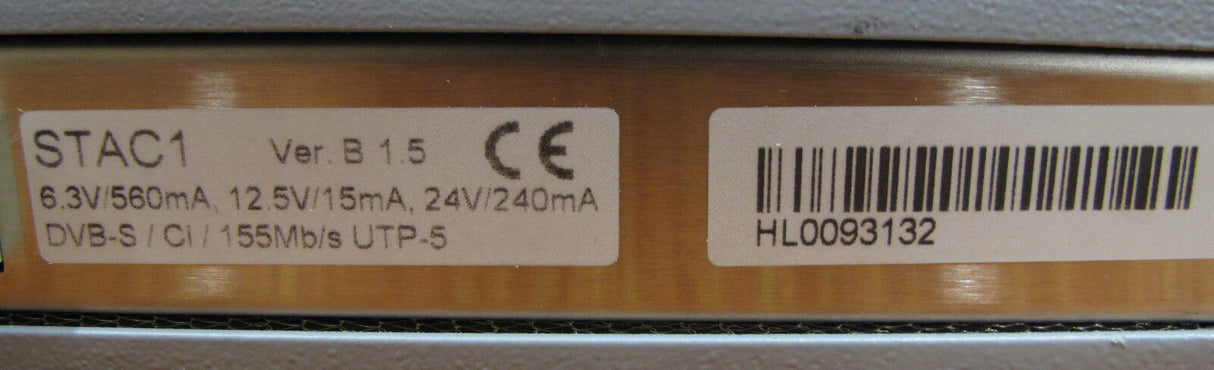 STAC1 Ver. B 1.5 CE
6.3V/560mA, 12.5V/15mA, 24V/240mA
DVB-S / CI / 155Mb/s UTP-5
HL0093132